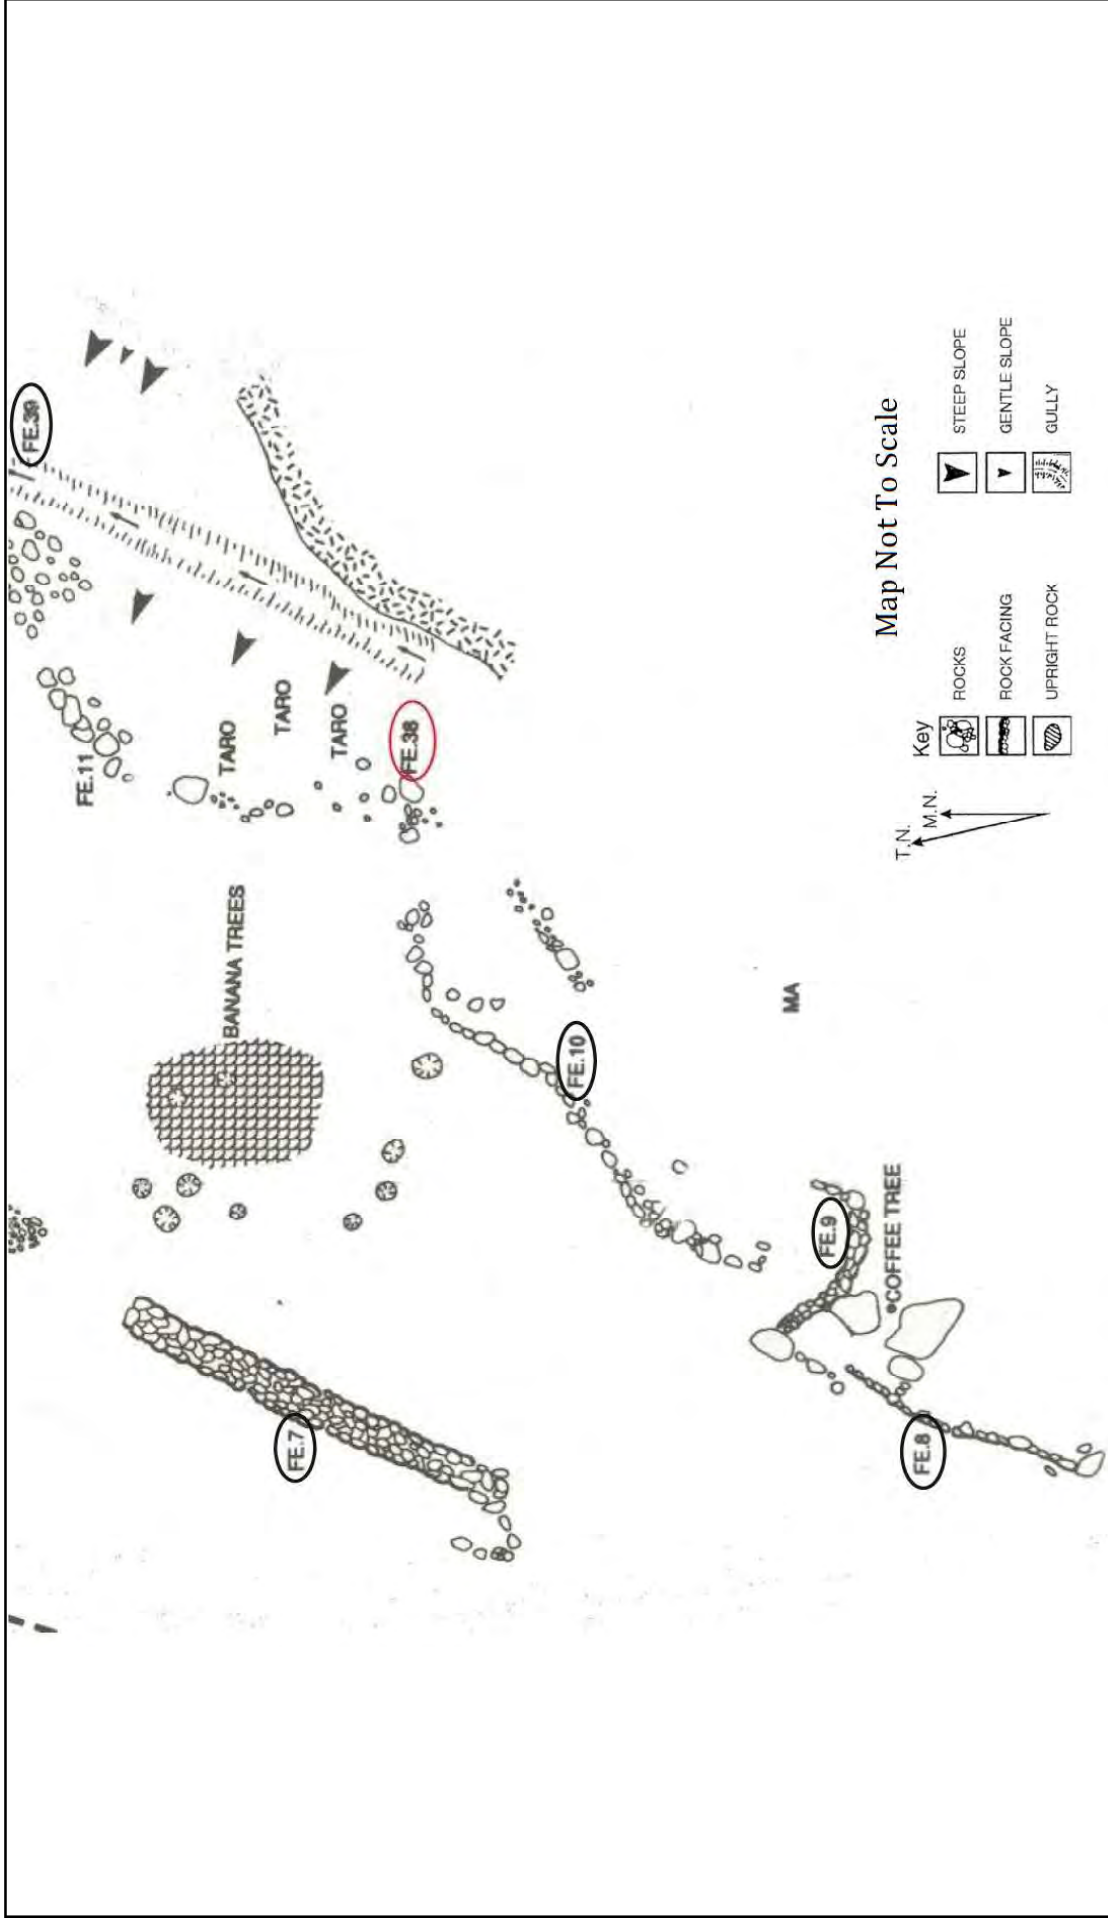 FE.39
FE.11
TARO
TARO
TARO
FE.38
BANANA TREES
FE.10
FE.7
MA
FE.9
COFFEE TREE
FE.8
Map Not To Scale
Key
ROCKS
ROCK FACING
UPRIGHT ROCK
STEEP SLOPE
GENTLE SLOPE
GULLY
T.N.
M.N.